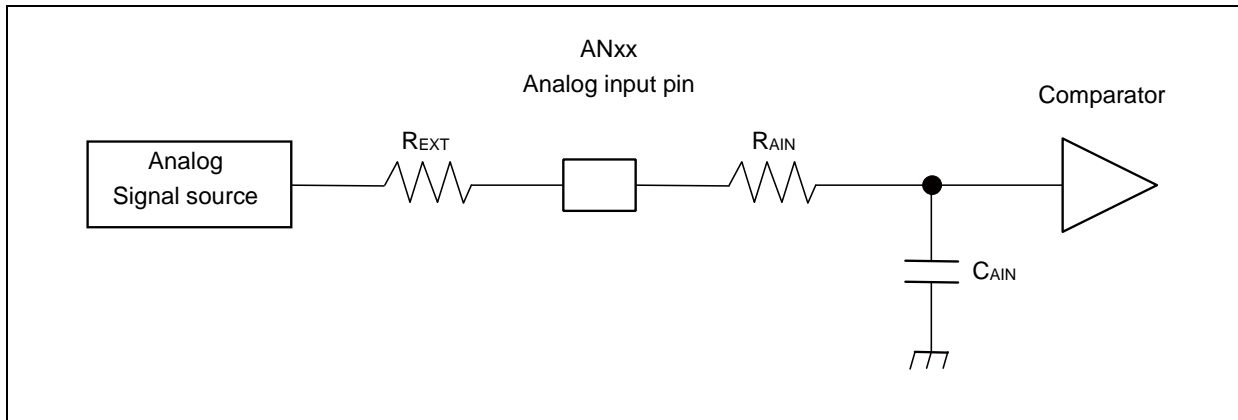 ANxx
Analog input pin
Comparator
REXT
RAIN
Analog
Signal source
CAIN